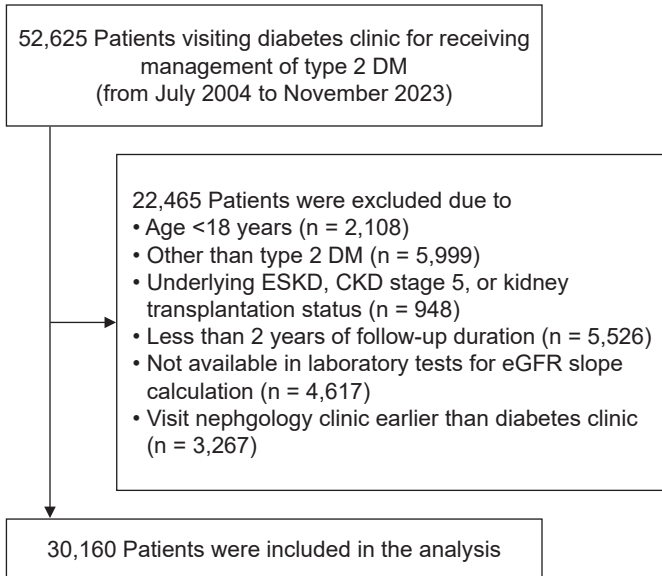 52,625 Patients visiting diabetes clinic for receiving
management of type 2 DM
(from July 2004 to November 2023)
22,465 Patients were excluded due to
• Age <18 years (n = 2,108)
• Other than type 2 DM (n = 5,999)
• Underlying ESKD, CKD stage 5, or kidney
transplantation status (n = 948)
• Less than 2 years of follow-up duration (n = 5,526)
• Not available in laboratory tests for eGFR slope
calculation (n = 4,617)
• Visit nephgology clinic earlier than diabetes clinic
(n = 3,267)
30,160 Patients were included in the analysis